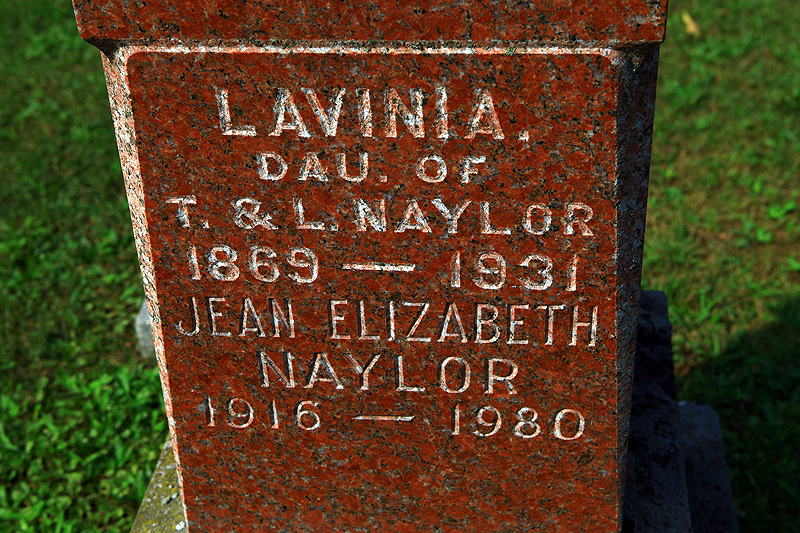 LAVINIA,
DAU. OF
T. & L. NAYLOR
1869 — 1931
JEAN ELIZABETH
NAYLOR
1916 — 1980